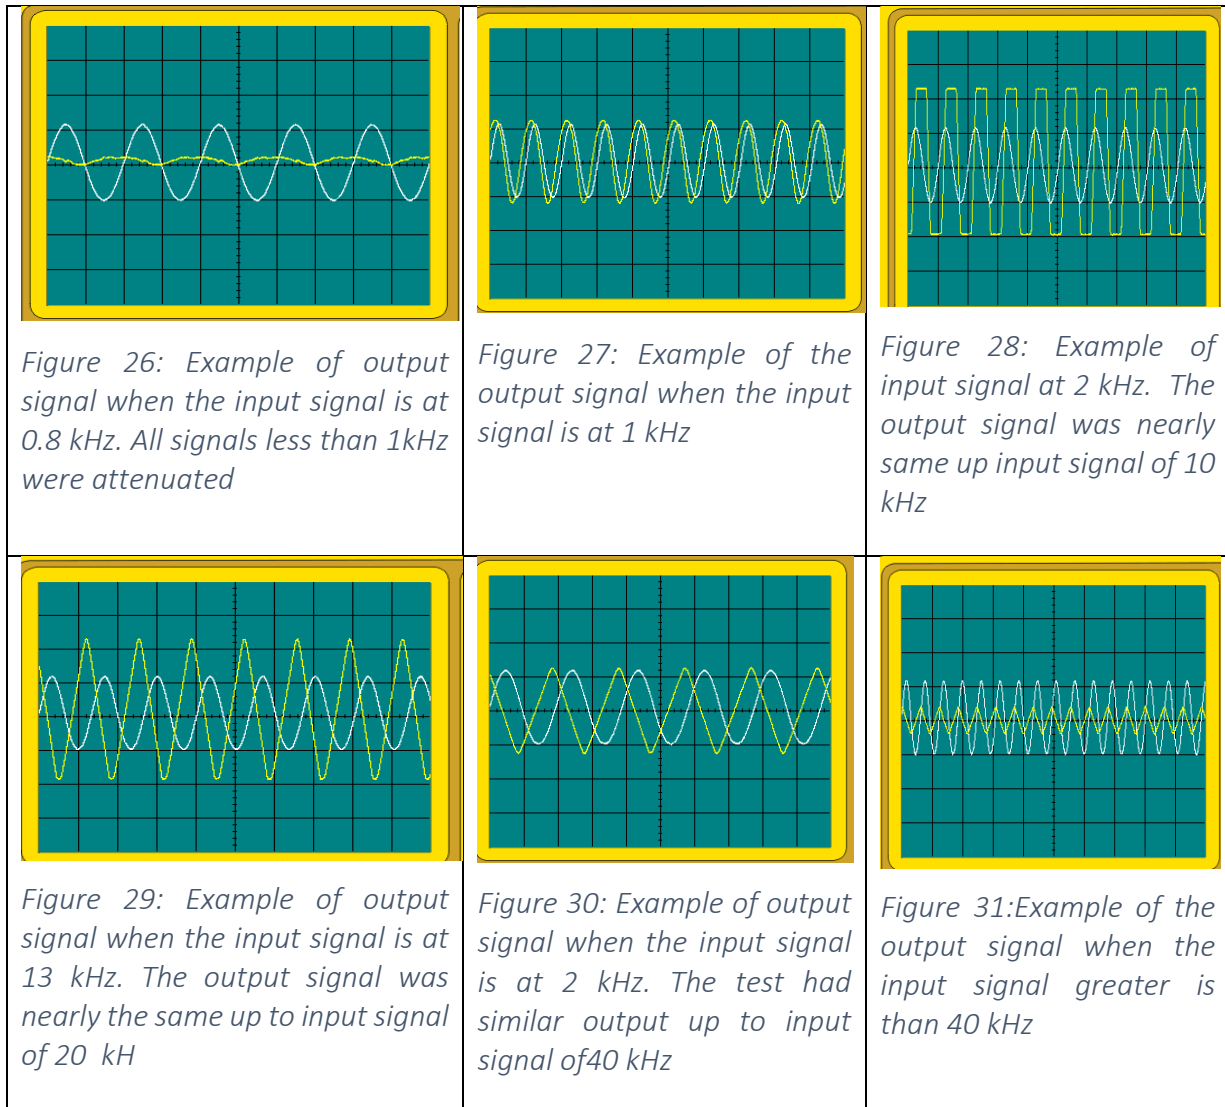 Figure 26: Example of output
signal when the input signal is at
0.8 kHz. All signals less than 1kHz
were attenuated
Figure 27: Example of the
output signal when the input
signal is at 1 kHz
Figure 28: Example of
input signal at 2 kHz. The
output signal was nearly
same up input signal of 10
kHz
Figure 29: Example of output
signal when the input signal is at
13 kHz. The output signal was
nearly the same up to input signal
of 20 kH
Figure 30: Example of output
signal when the input signal
is at 2 kHz. The test had
similar output up to input
signal of40 kHz
Figure 31:Example of the
output signal when the
input signal greater is
than 40 kHz